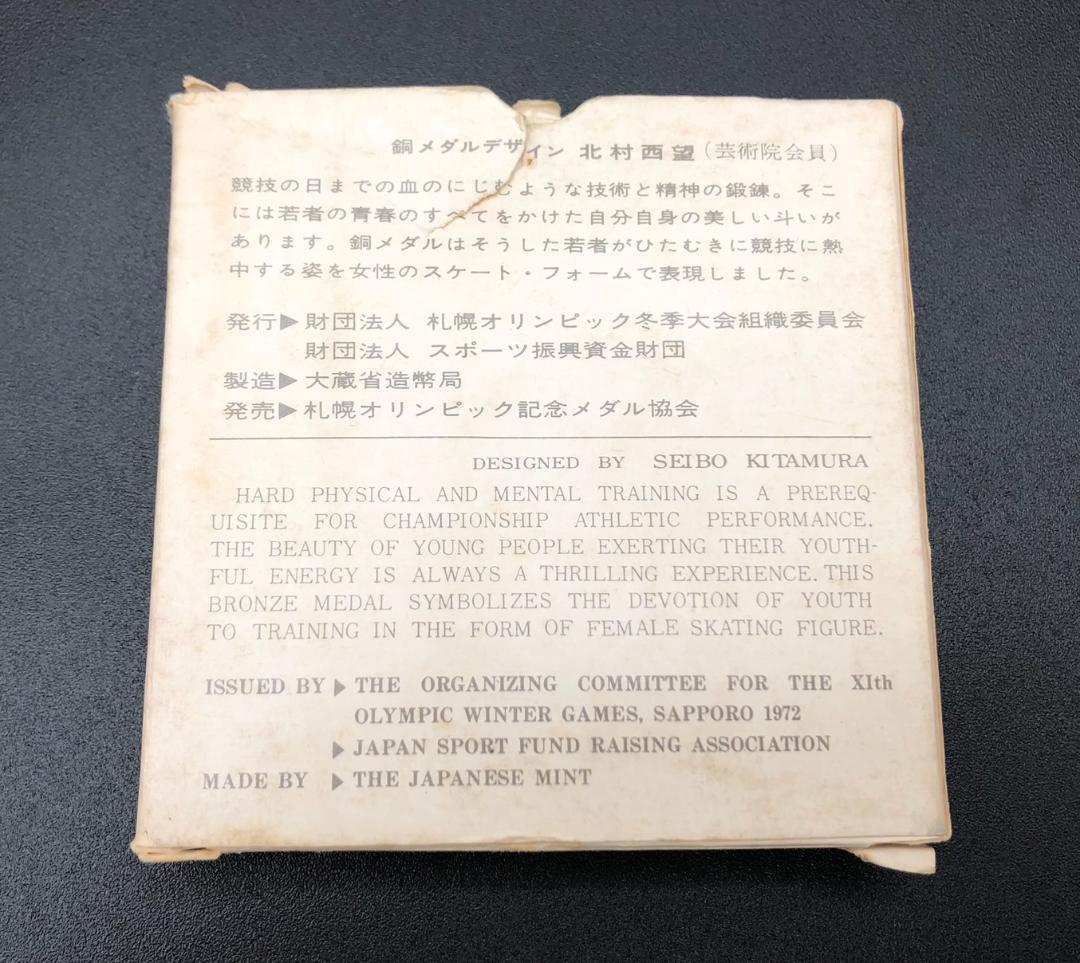 銅メダルデザイン 北村西望(芸術院会員)
競技の日までの血のにじむような技術と精神の鍛錬。そこ
には若者の青春のすべてをかけた自分自身の美しい斗いが
あります。銅メダルはそうした若者がひたむきに競技に熱
中する姿を女性のスケート・フォームで表現しました。
発行▶財団法人 札幌オリンピック冬季大会組織委員会
財団法人 スポーツ振興資金財団
製造▶大蔵省造幣局
発売▶札幌オリンピック記念メダル協会
DESIGNED BY SEIBO KITAMURA
HARD PHYSICAL AND MENTAL TRAINING IS A PREREQ-
UISITE FOR CHAMPIONSHIP ATHLETIC PERFORMANCE.
THE BEAUTY OF YOUNG PEOPLE EXERTING THEIR YOUTH-
FUL ENERGY IS ALWAYS A THRILLING EXPERIENCE. THIS
BRONZE MEDAL SYMBOLIZES THE DEVOTION OF YOUTH
TO TRAINING IN THE FORM OF FEMALE SKATING FIGURE.
ISSUED BY ▶ THE ORGANIZING COMMITTEE FOR THE XIth
OLYMPIC WINTER GAMES, SAPPORO 1972
▶ JAPAN SPORT FUND RAISING ASSOCIATION
MADE BY ▶ THE JAPANESE MINT